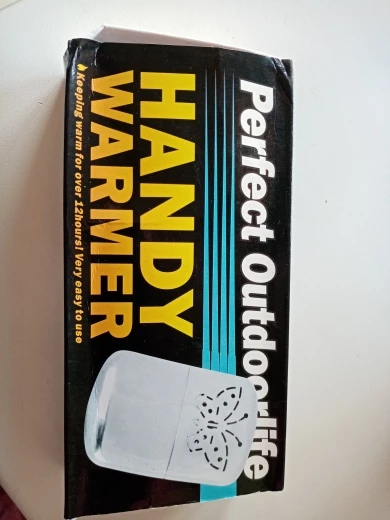 Perfect Outdoorlife
HANDY
WARMER
Keeping warm for over 12hours! Very easy to use